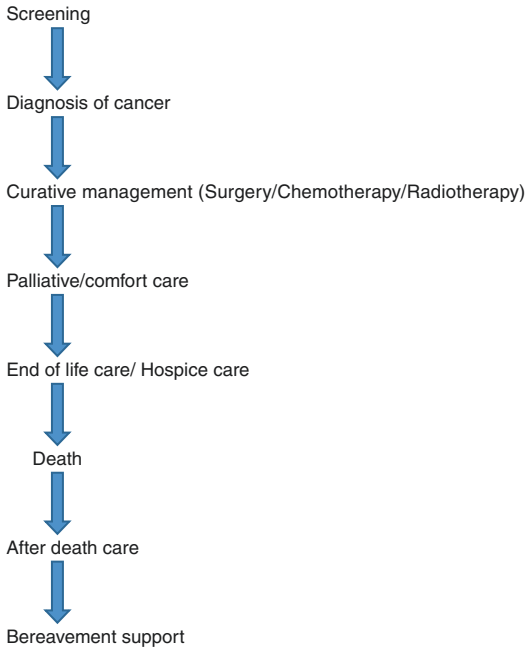 Screening
Diagnosis of cancer
Curative management (Surgery/Chemotherapy/Radiotherapy)
Palliative/comfort care
End of life care/ Hospice care
Death
After death care
Bereavement support